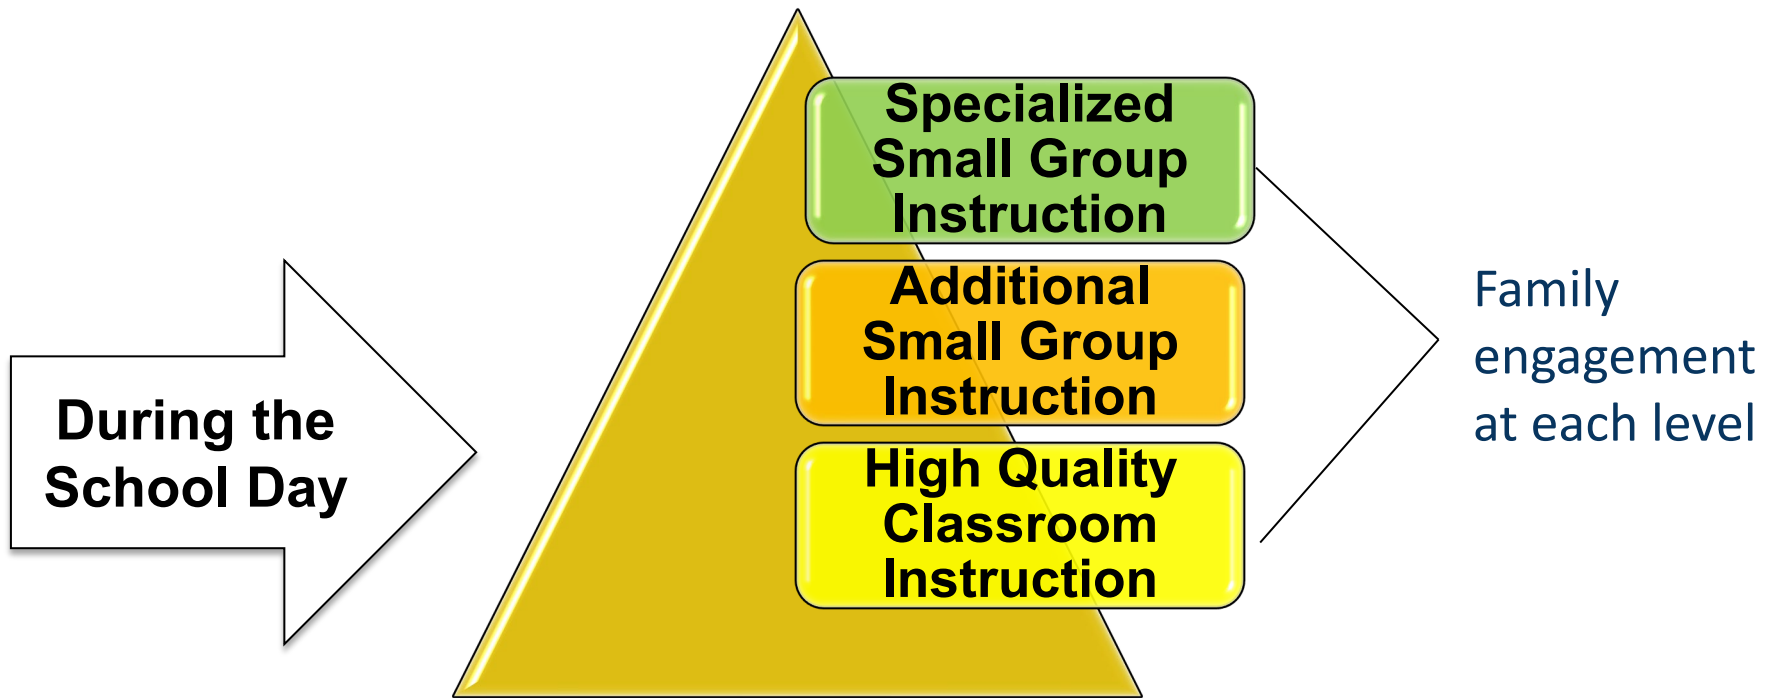 During the
School Day
Specialized
Small Group
Instruction
Additional
Small Group
Instruction
High Quality
Classroom
Instruction
Family
engagement
at each level